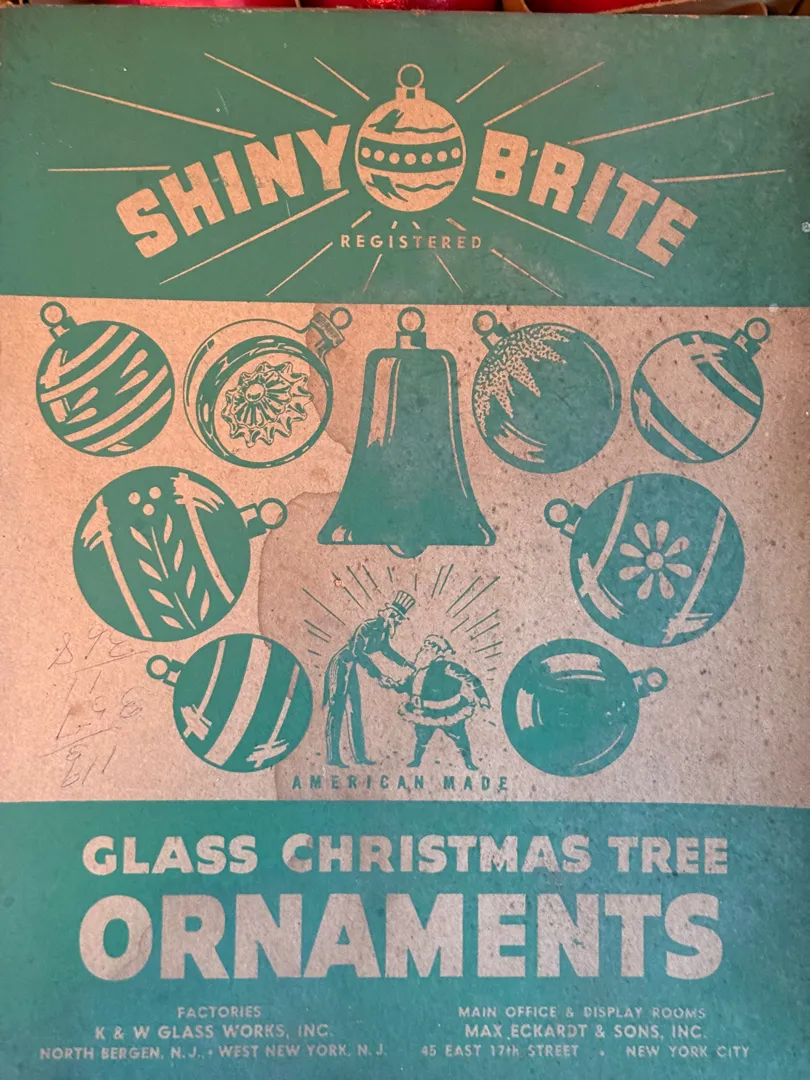 SHINY BRITE
REGISTERED
AMERICAN MADE
GLASS CHRISTMAS TREE
ORNAMENTS
FACTORIES
K & W GLASS WORKS, INC.
NORTH BERGEN, N. J. • WEST NEW YORK, N. J.
MAIN OFFICE & DISPLAY ROOMS
MAX ECKARDT & SONS, INC.
45 EAST 17th STREET • NEW YORK CITY